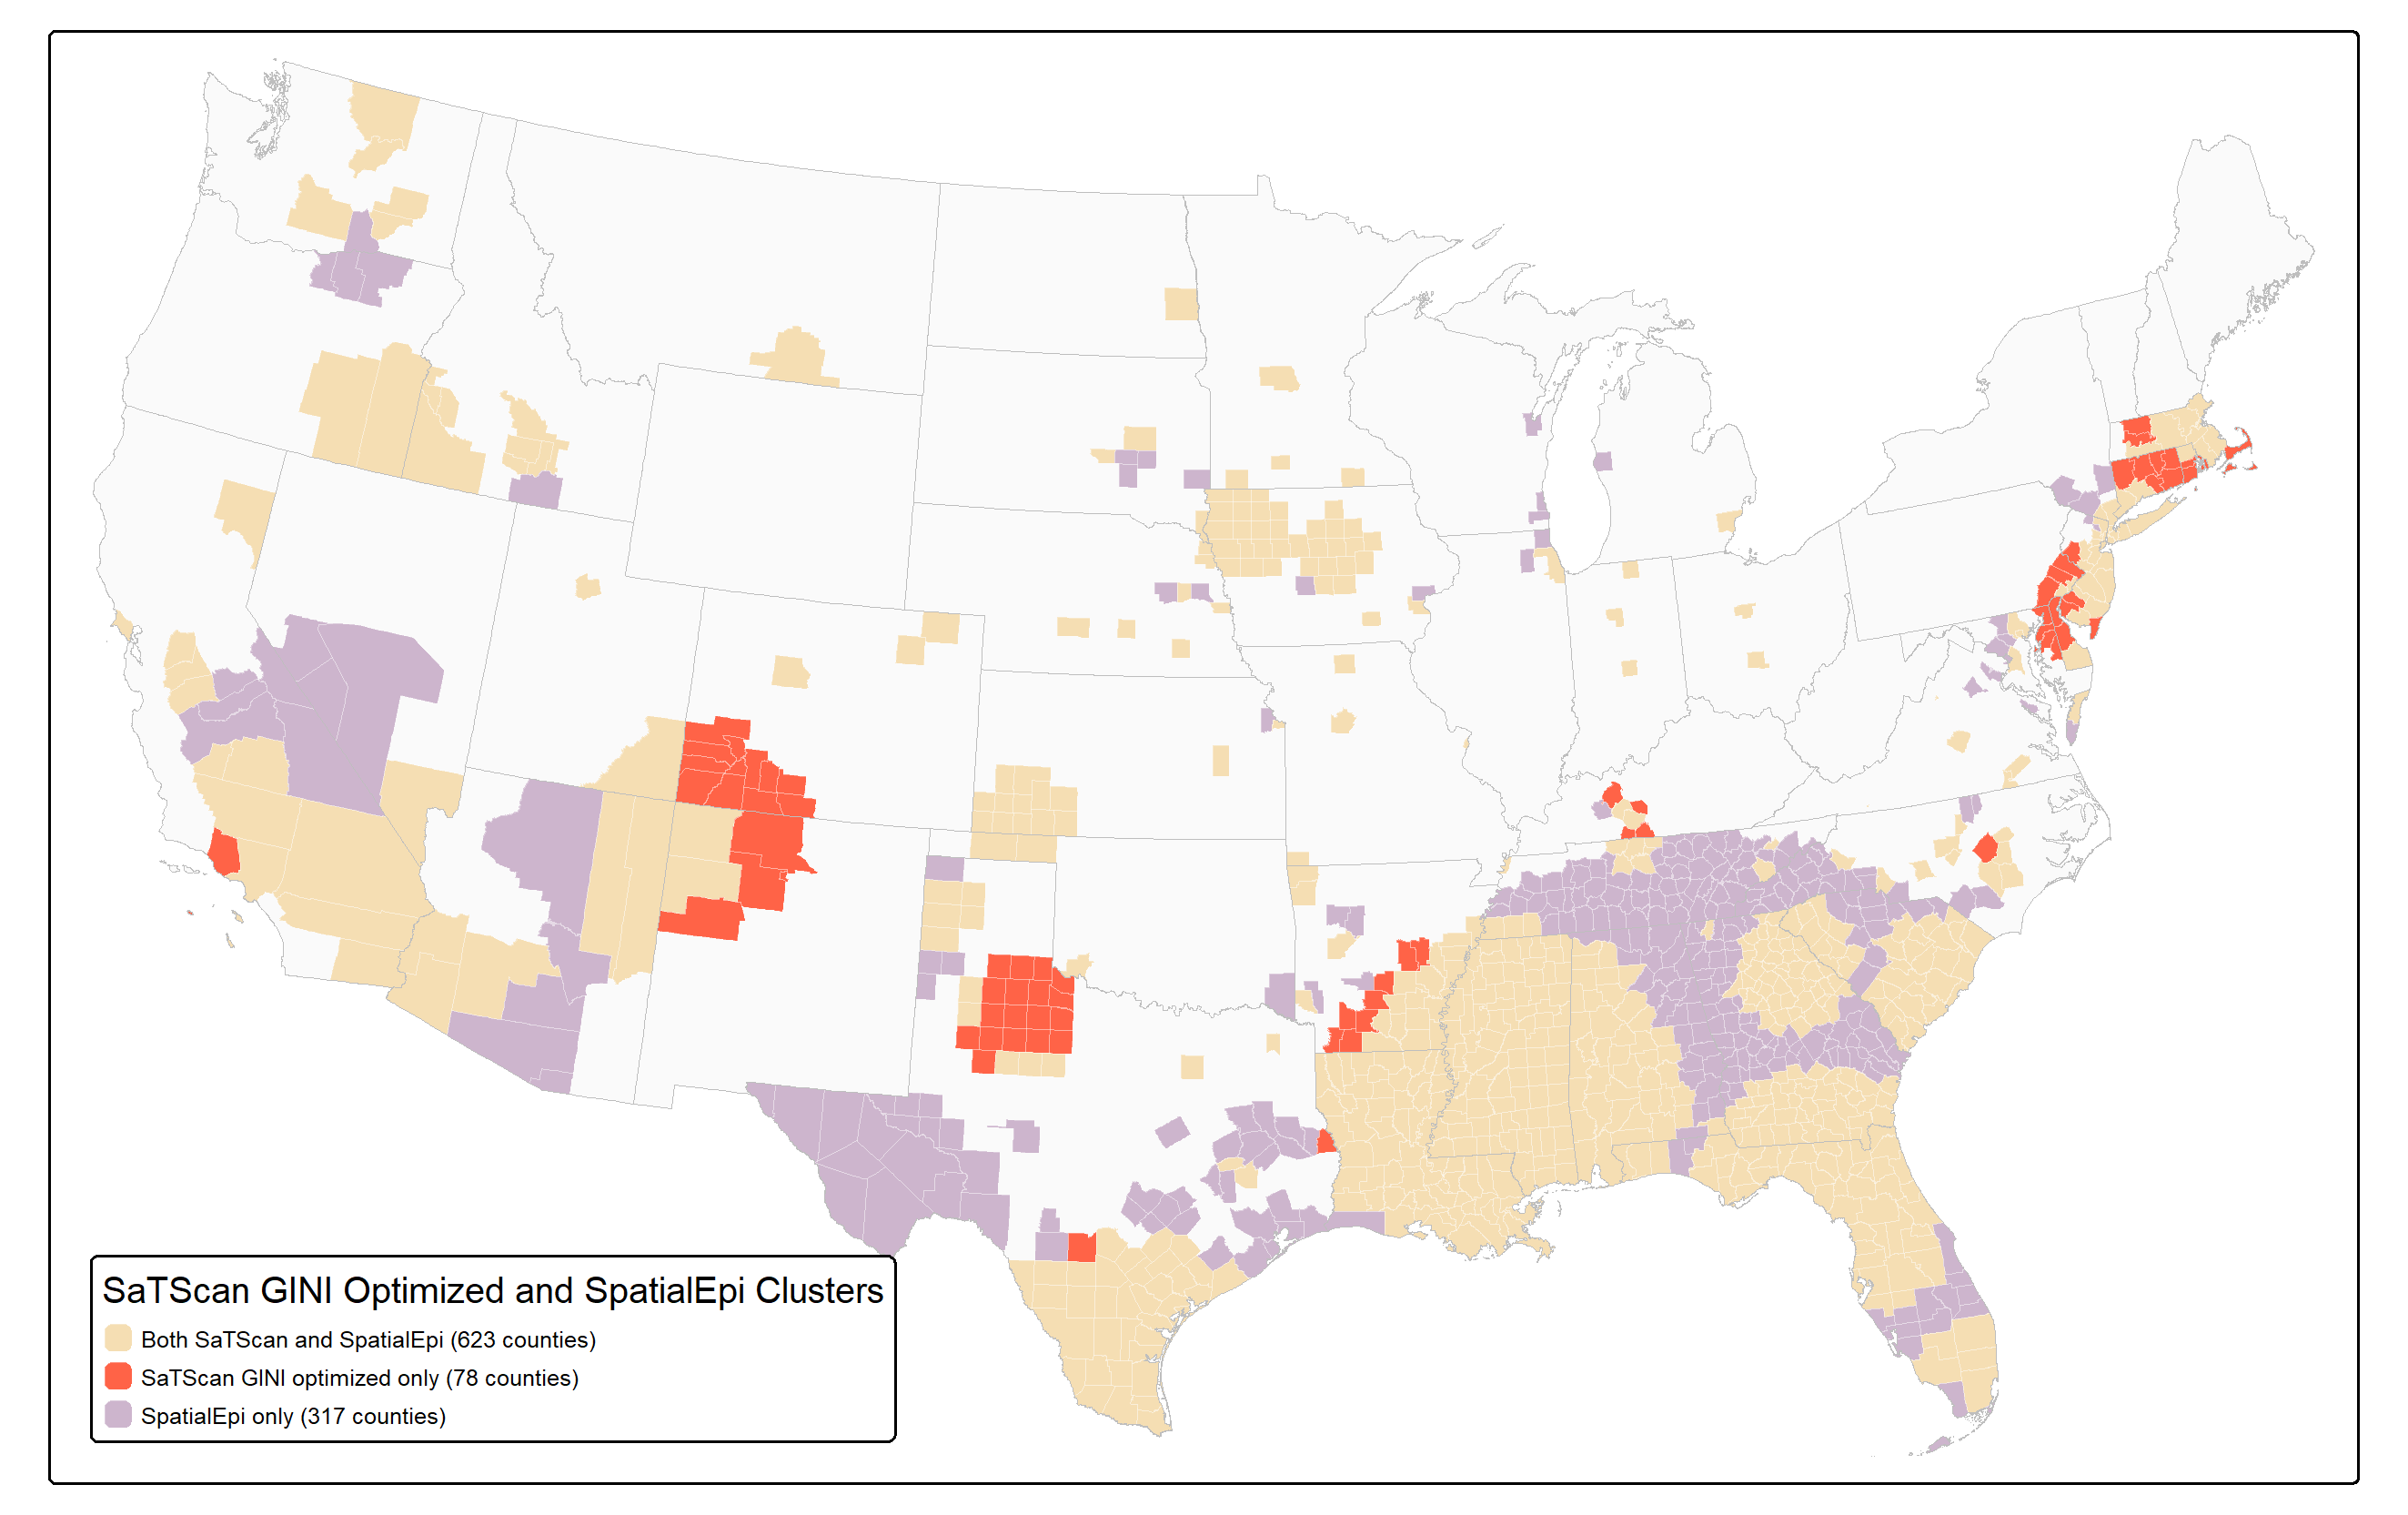 SaTScan GINI Optimized and SpatialEpi Clusters
Both SaTScan and SpatialEpi (623 counties)
SaTScan GINI optimized only (78 counties)
SpatialEpi only (317 counties)